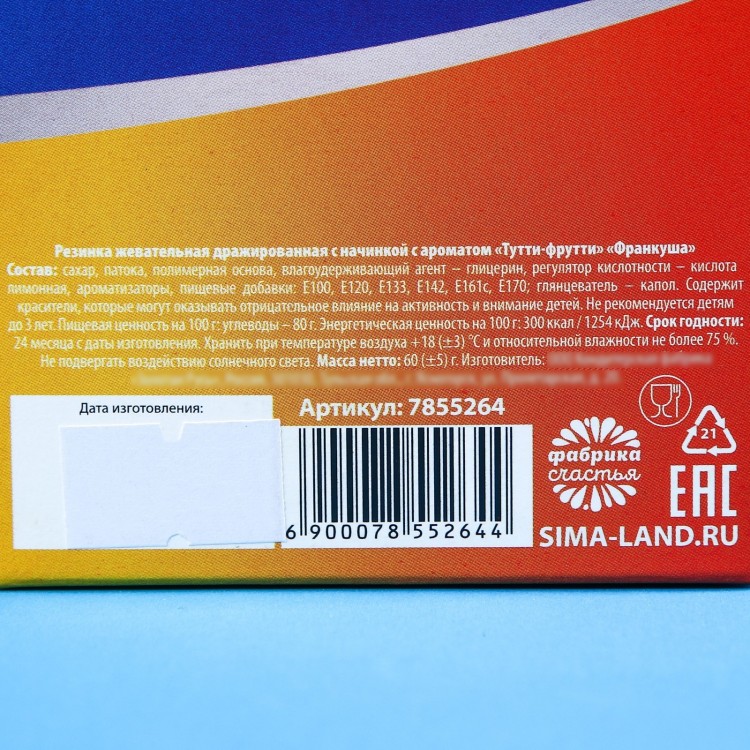 Резинка жевательная дражированная с начинкой с ароматом «Тутти-фрутти» «Франкуша»
Состав: сахар, патока, полимерная основа, влагоудерживающий агент – глицерин, регулятор кислотности – кислота
лимонная, ароматизаторы, пищевые добавки: Е100, Е120, Е133, Е142, Е161с, Е170; глянцеватель – капол. Содержит
красители, которые могут оказывать отрицательное влияние на активность и внимание детей. Не рекомендуется детям
до 3 лет. Пищевая ценность на 100 г: углеводы – 80 г. Энергетическая ценность на 100 г: 300 ккал / 1254 кДж. Срок годности:
24 месяца с даты изготовления. Хранить при температуре воздуха +18 (±3) °С и относительной влажности не более 75 %.
Не подвергать воздействию солнечного света. Масса нетто: 60 (±5) г. Изготовитель:
Дата изготовления:
Артикул: 7855264
6 900078 552644
фабрика
счастья
21
EAC
SIMA-LAND.RU